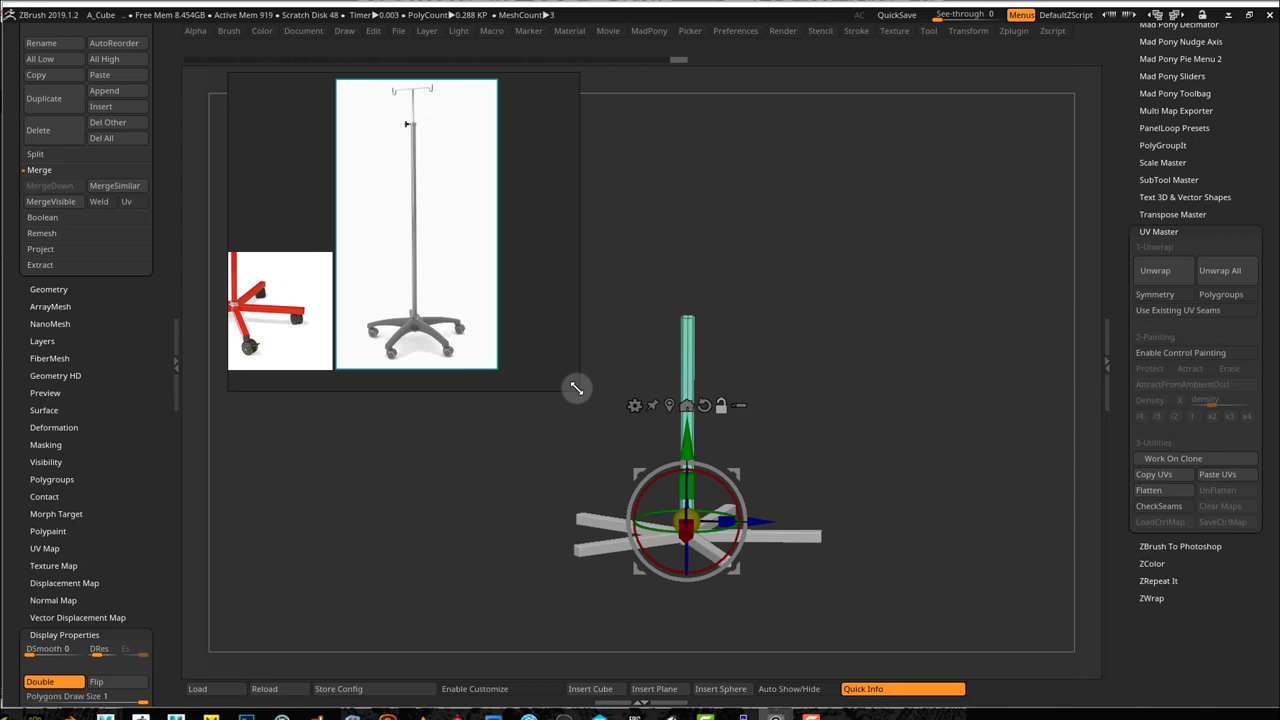 ZBrush 2019.1.2 A_Cube .. • Free Mem 8.454GB • Active Mem 919 • Scratch Disk 48 • Timer▶0.003 • PolyCount▶0.288 KP • MeshCount▶3 AC QuickSave See-through 0 Menus DefaultZScript
Alpha Brush Color Document Draw Edit File Layer Light Macro Marker Material Movie MadPony Picker Preferences Render Stencil Stroke Texture Tool Transform Zplugin Zscript
Rename AutoReorder
All Low All High
Copy Paste
Duplicate Append
Insert
Delete Del Other
Del All
Split
Merge
MergeDown MergeSimilar
MergeVisible Weld Uv
Boolean
Remesh
Project
Extract
Geometry
ArrayMesh
NanoMesh
Layers
FiberMesh
Geometry HD
Preview
Surface
Deformation
Masking
Visibility
Polygroups
Contact
Morph Target
Polypaint
UV Map
Texture Map
Displacement Map
Normal Map
Vector Displacement Map
Display Properties
DSmooth 0 DRes Es
Double Flip
Polygons Draw Size 1
Load Reload Store Config Enable Customize Insert Cube Insert Plane Insert Sphere Auto Show/Hide Quick Info
Mad Pony Decimator
Mad Pony Nudge Axis
Mad Pony Pie Menu 2
Mad Pony Sliders
Mad Pony Toolbag
Multi Map Exporter
PanelLoop Presets
PolyGroupIt
Scale Master
SubTool Master
Text 3D & Vector Shapes
Transpose Master
UV Master
1-Unwrap
Unwrap Unwrap All
Symmetry Polygroups
Use Existing UV Seams
2-Painting
Enable Control Painting
Protect Attract Erase
AttractFromAmbientOccl
Density X density
/4 /3 /2 1 x2 x3 x4
3-Utilities
Work On Clone
Copy UVs Paste UVs
Flatten UnFlatten
CheckSeams Clear Maps
LoadCtrlMap SaveCtrlMap
ZBrush To Photoshop
ZColor
ZRepeat It
ZWrap